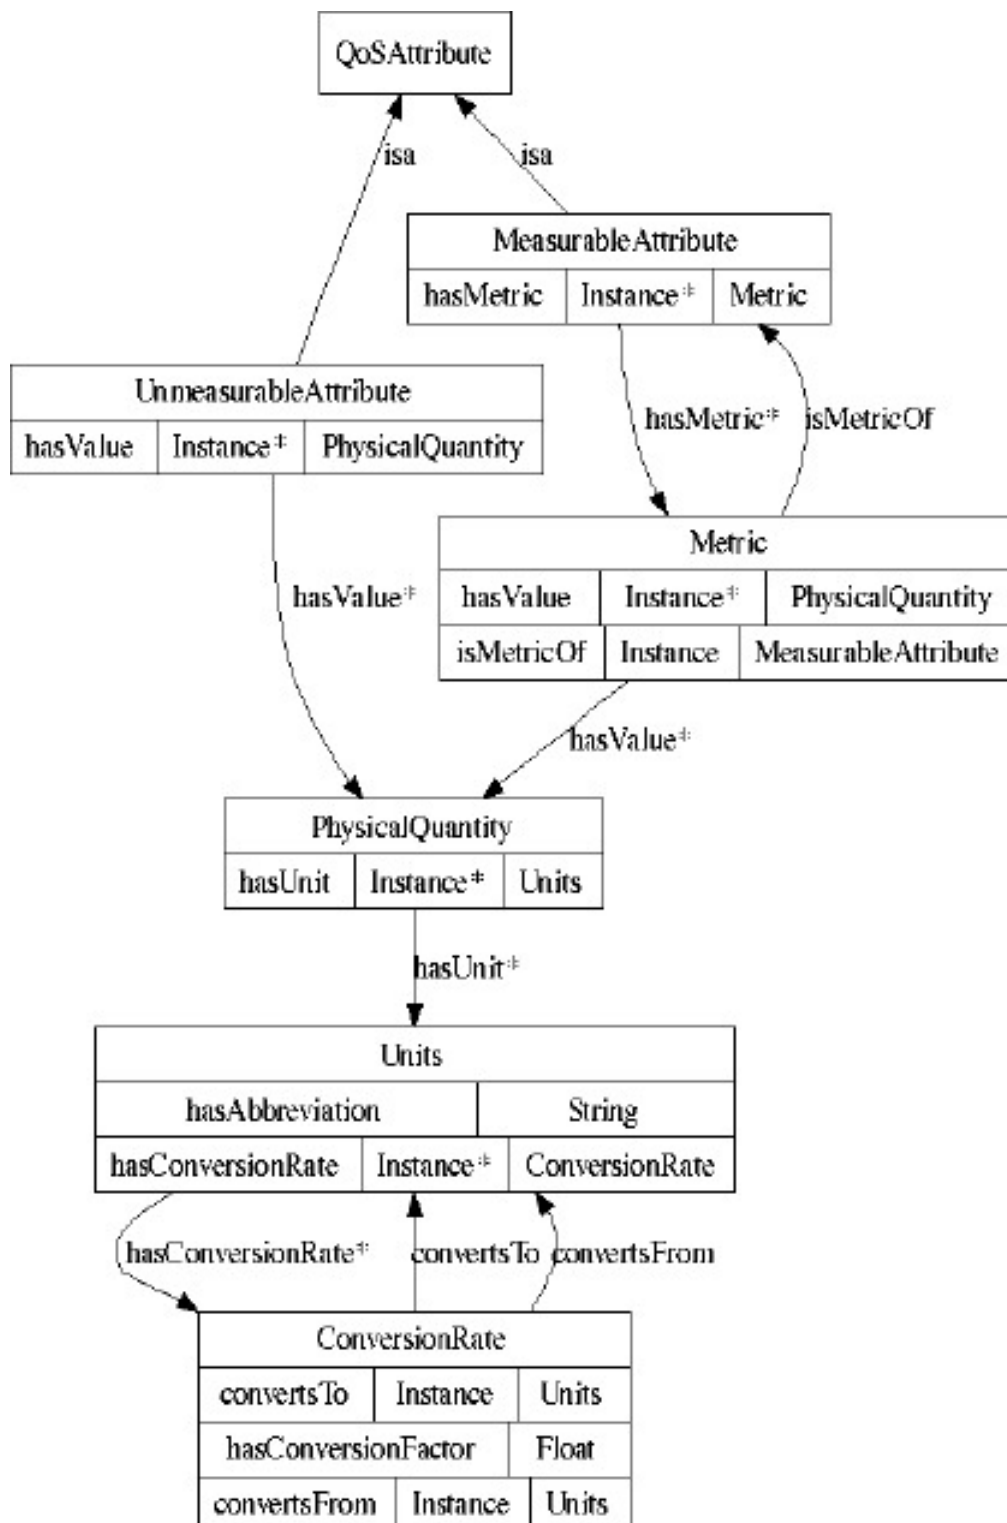 QoSAttribute
isa
isa
MeasurableAttribute
hasMetric Instance* Metric
UnmeasurableAttribute
hasValue Instance* PhysicalQuantity
hasMetric*
isMetricOf
Metric
hasValue Instance* PhysicalQuantity
isMetricOf Instance MeasurableAttribute
hasValue*
hasValue*
PhysicalQuantity
hasUnit Instance* Units
hasUnit*
Units
hasAbbreviation String
hasConversionRate Instance* ConversionRate
hasConversionRate*
convertsTo
convertsFrom
ConversionRate
convertsTo Instance Units
hasConversionFactor Float
convertsFrom Instance Units